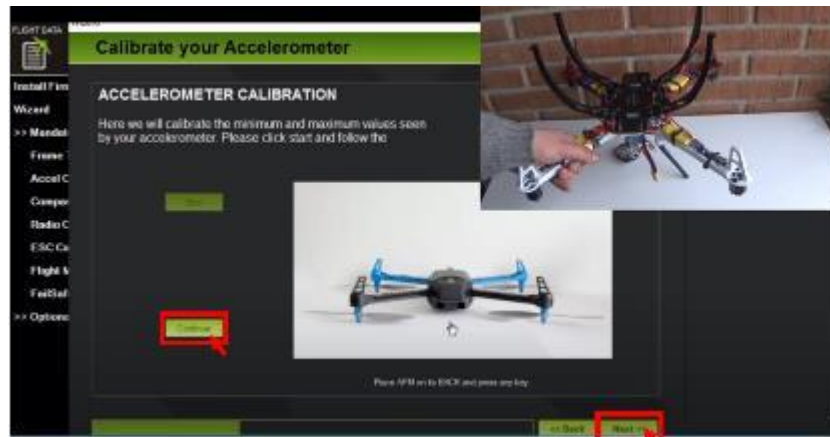 FLIGHT DATA
Calibrate your Accelerometer
Install Firm
Wizard
>> Mandat
Frame
Accel C
Compas
Radio C
ESC Ca
Flight M
FailSaf
>> Optiona
ACCELEROMETER CALIBRATION
Here we will calibrate the minimum and maximum values seen
by your accelerometer. Please click start and follow the
Continue
Place APM on its BACK and press any key.
<< Back
Next >>